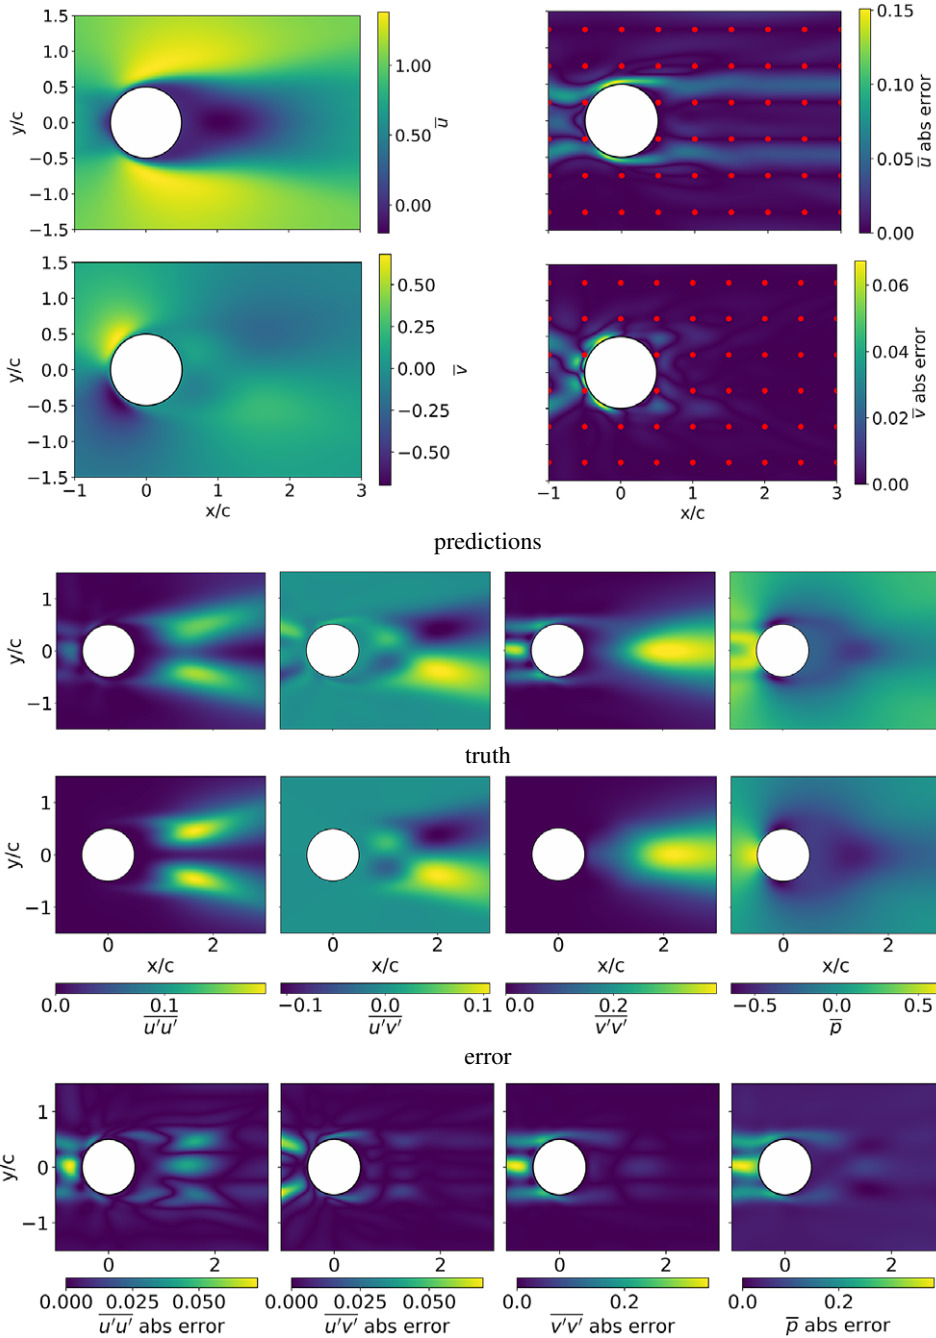 1.5
1.0
0.5
0.0
−0.5
−1.0
−1.5
y/c
1.00
0.50
0.00
u
0.15
0.10
0.05
0.00
u abs error
1.5
1.0
0.5
0.0
−0.5
−1.0
−1.5
y/c
−1 0 1 2 3
x/c
0.50
0.25
0.00
−0.25
−0.50
v
−1 0 1 2 3
x/c
0.06
0.04
0.02
0.00
v abs error
predictions
1
0
−1
y/c
truth
1
0
−1
y/c
0 2 0 2 0 2 0 2
x/c x/c x/c x/c
0.0 0.1 −0.1 0.0 0.1 0.0 0.2 −0.5 0.0 0.5
u'u' u'v' v'v' p
error
1
0
−1
y/c
0 2 0 2 0 2 0 2
0.000 0.025 0.050 0.000 0.025 0.050 0.0 0.2 0.0 0.2
u'u' abs error u'v' abs error v'v' abs error p abs error